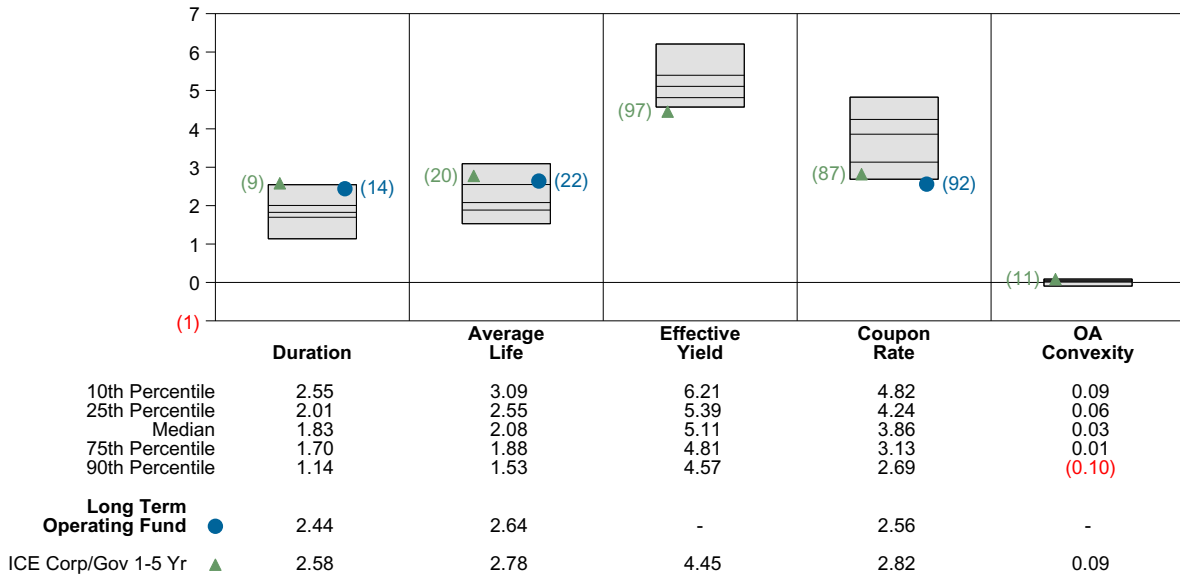 7
6
5
4
3
2
1
0
(1)
(9)
(14)
(20)
(22)
(97)
(87)
(92)
(11)
Duration
Average
Life
Effective
Yield
Coupon
Rate
OA
Convexity
10th Percentile 2.55 3.09 6.21 4.82 0.09
25th Percentile 2.01 2.55 5.39 4.24 0.06
Median 1.83 2.08 5.11 3.86 0.03
75th Percentile 1.70 1.88 4.81 3.13 0.01
90th Percentile 1.14 1.53 4.57 2.69 (0.10)
Long Term
Operating Fund 2.44 2.64 - 2.56 -
ICE Corp/Gov 1-5 Yr 2.58 2.78 4.45 2.82 0.09